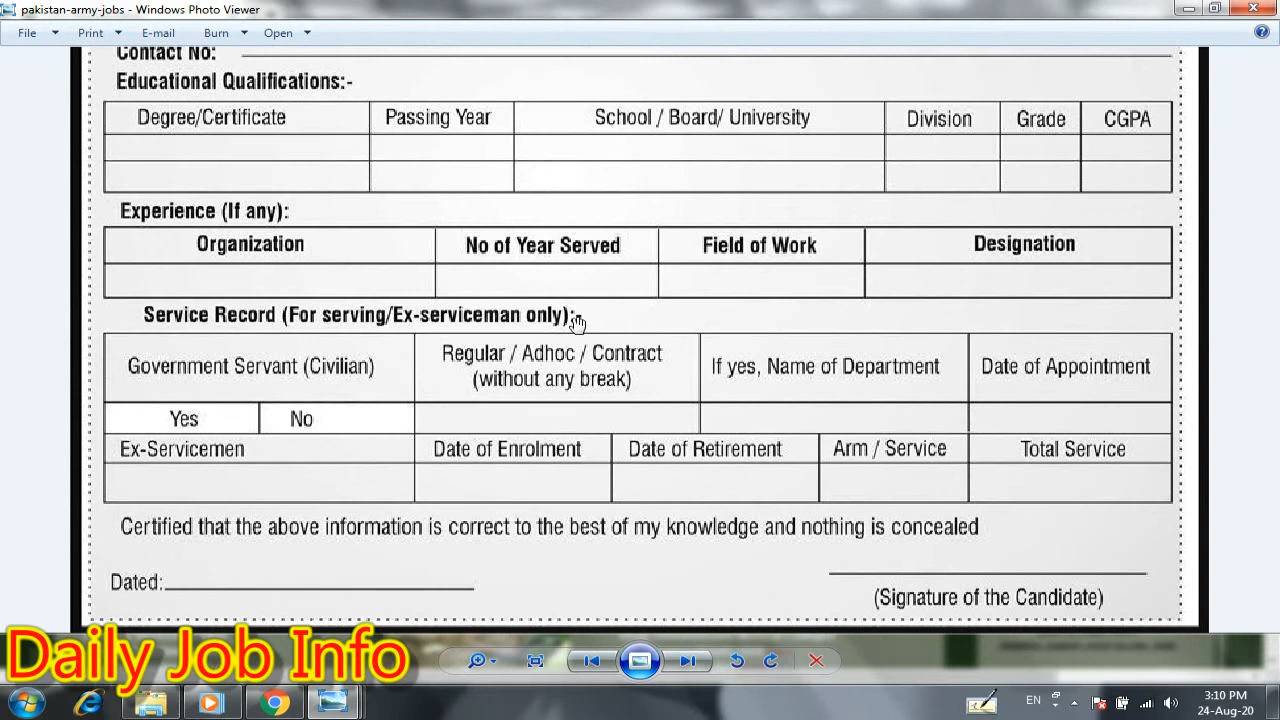 pakistan-army-jobs - Windows Photo Viewer
File Print E-mail Burn Open
Contact No:
Educational Qualifications:-
Degree/Certificate Passing Year School / Board/ University Division Grade CGPA
Experience (If any):
Organization No of Year Served Field of Work Designation
Service Record (For serving/Ex-serviceman only):-
Government Servant (Civilian) Regular / Adhoc / Contract (without any break) If yes, Name of Department Date of Appointment
Yes No
Ex-Servicemen Date of Enrolment Date of Retirement Arm / Service Total Service
Certified that the above information is correct to the best of my knowledge and nothing is concealed
Dated:
(Signature of the Candidate)
Daily Job Info
EN
3:10 PM
24-Aug-20